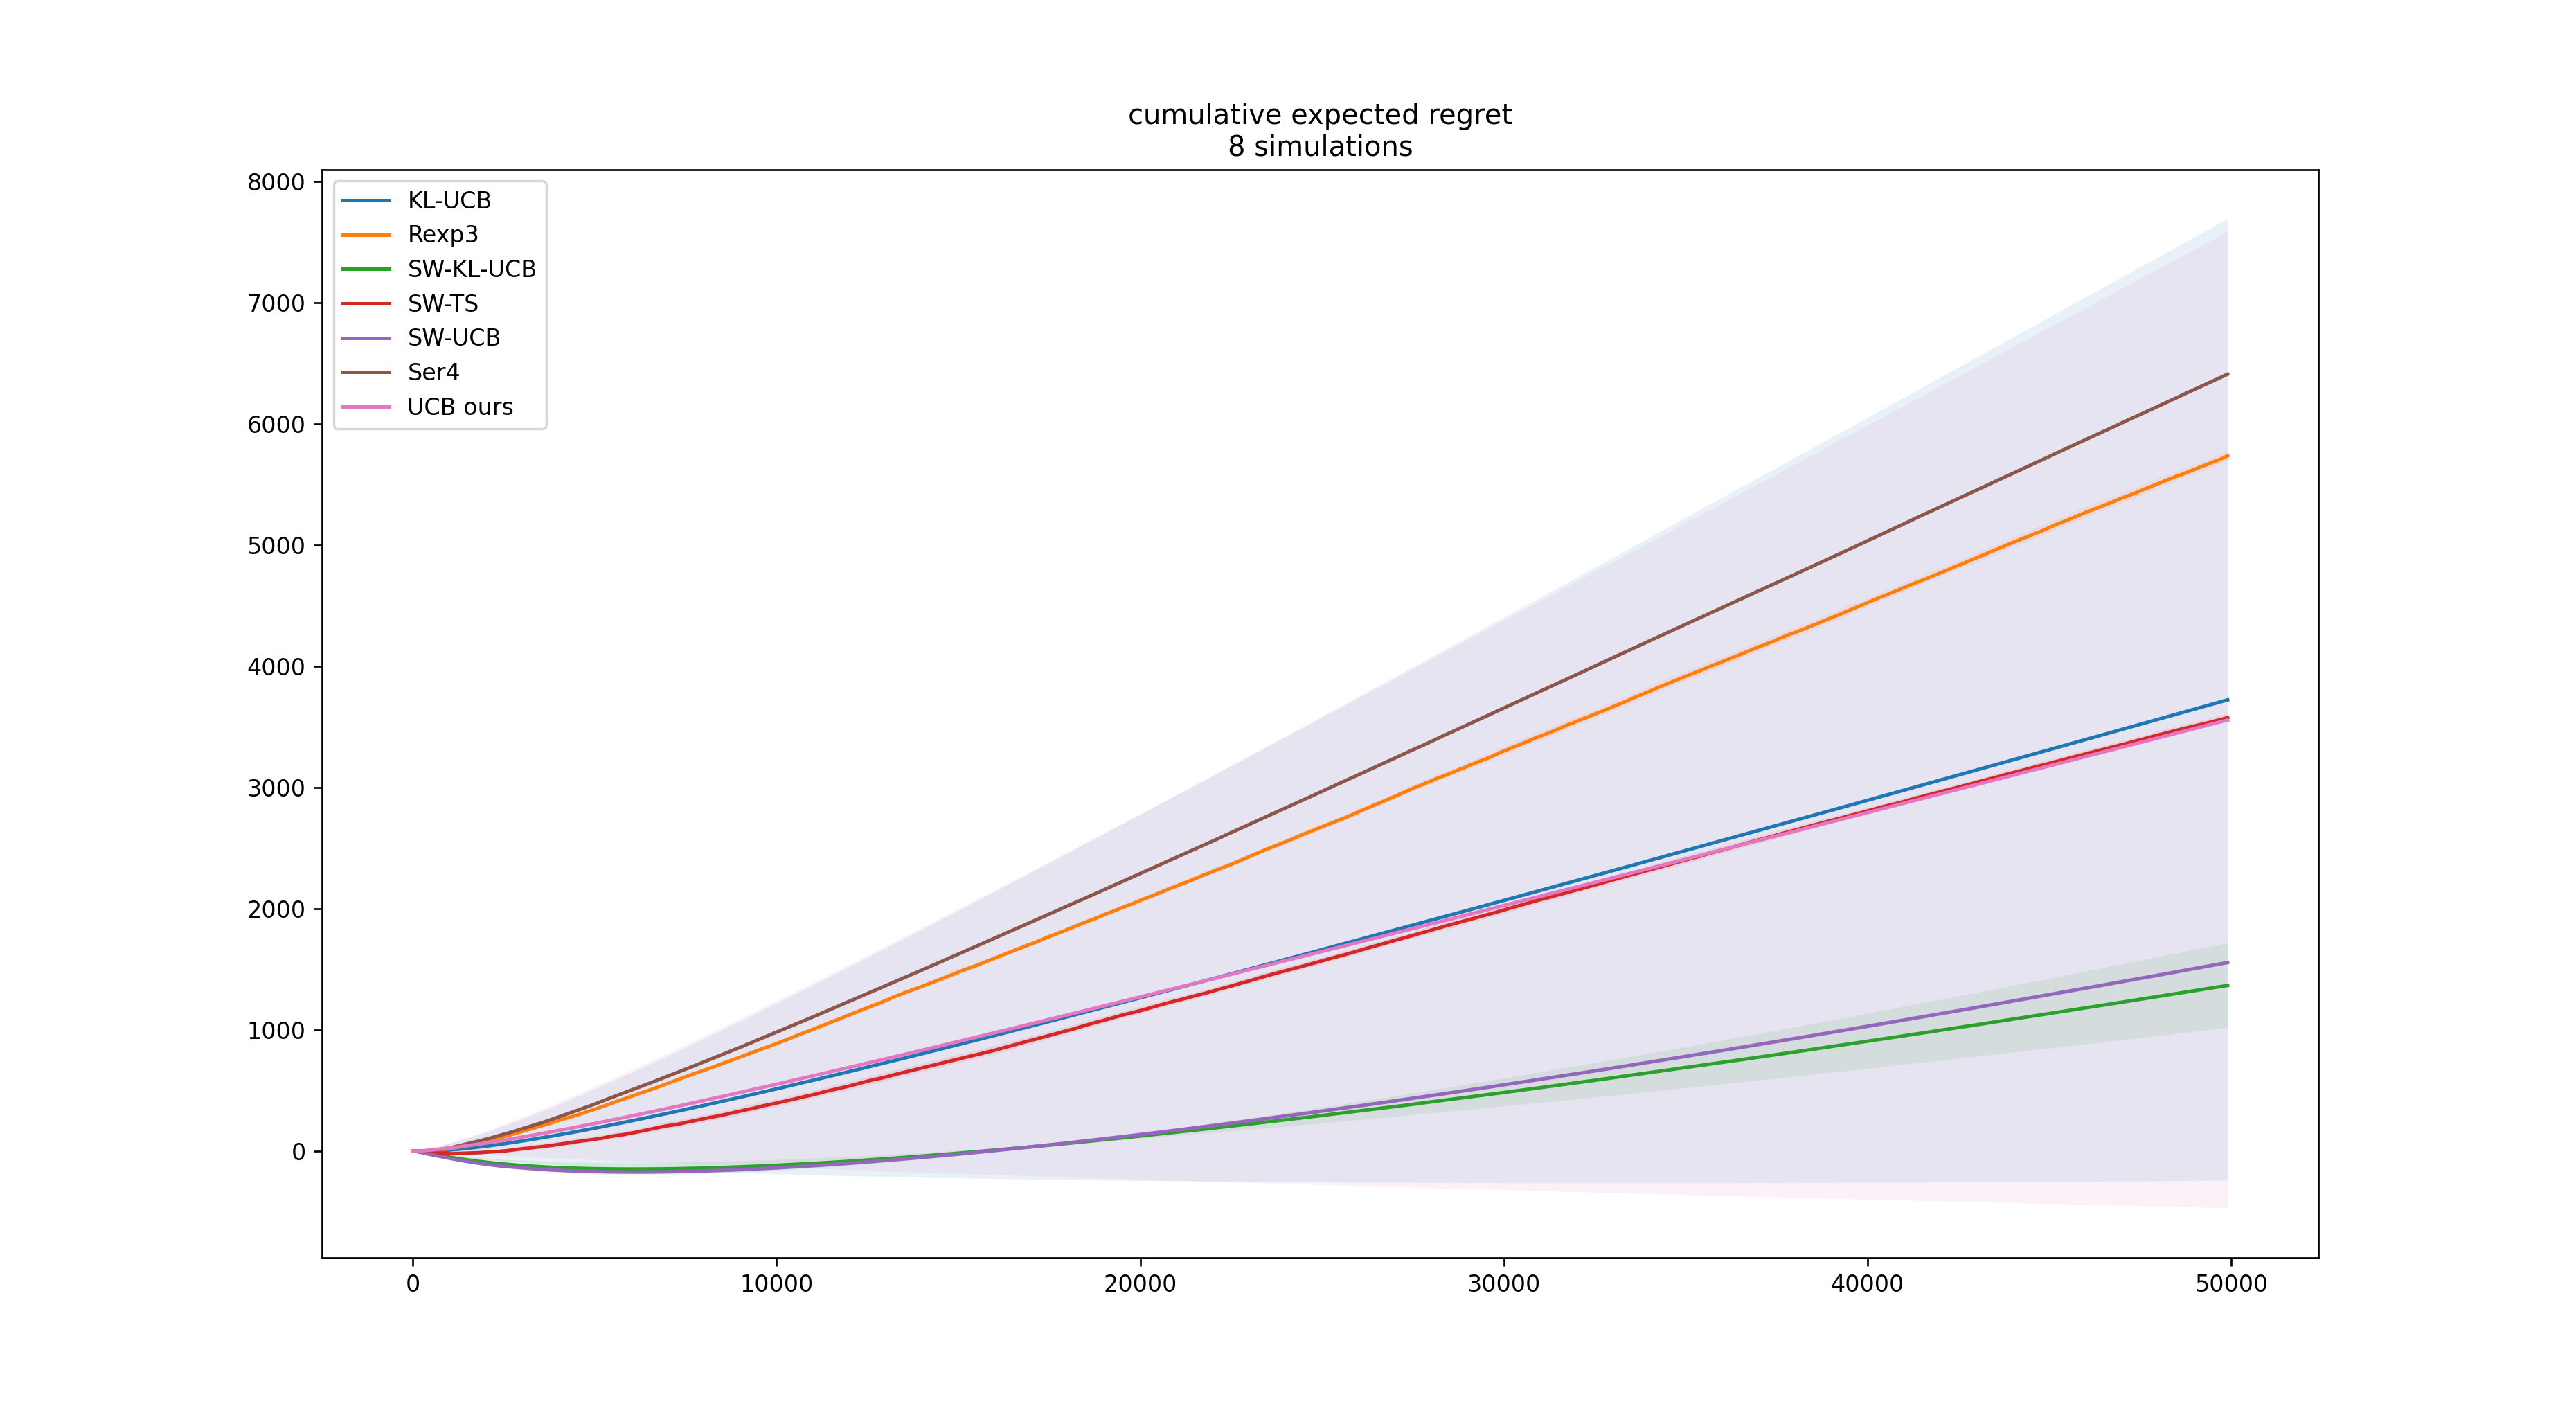 cumulative expected regret
8 simulations
8000
7000
6000
5000
4000
3000
2000
1000
0
KL-UCB
Rexp3
SW-KL-UCB
SW-TS
SW-UCB
Ser4
UCB ours
0
10000
20000
30000
40000
50000